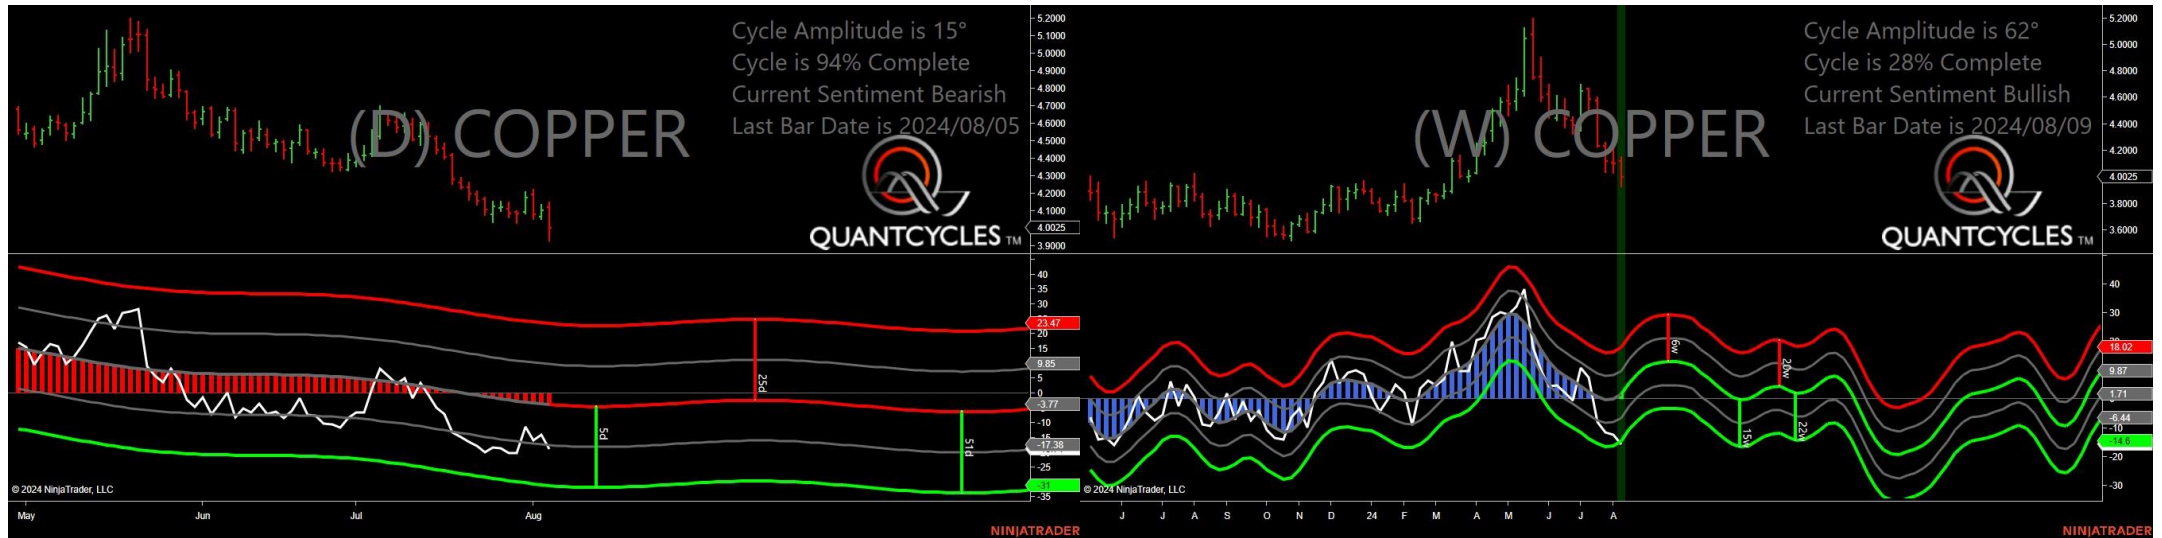 Cycle Amplitude is 15°
Cycle is 94% Complete
Current Sentiment Bearish
Last Bar Date is 2024/08/05
(D) COPPER
QUANTCYCLES TM
5.2000
5.1000
5.0000
4.9000
4.8000
4.7000
4.6000
4.5000
4.4000
4.3000
4.2000
4.1000
4.0025
3.9000
40
35
30
23.47
20
15
9.85
5
0
-3.77
-10
-15
-17.38
-25
-31
-35
5d
25d
51d
© 2024 NinjaTrader, LLC
May Jun Jul Aug
NINJATRADER
Cycle Amplitude is 62°
Cycle is 28% Complete
Current Sentiment Bullish
Last Bar Date is 2024/08/09
(W) COPPER
QUANTCYCLES TM
5.2000
5.0000
4.8000
4.6000
4.4000
4.2000
4.0025
3.8000
3.6000
40
30
18.02
9.87
1.71
-6.44
-10
-14.6
-20
-30
6w
20w
15w
22w
© 2024 NinjaTrader, LLC
J J A S O N D 24 F M A M J J A
NINJATRADER